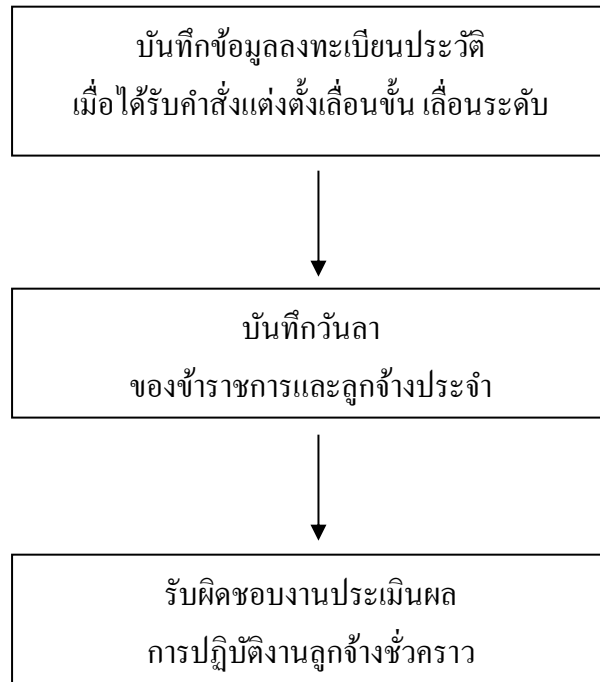 บันทึกข้อมูลลงทะเบียนประวัติ
เมื่อได้รับคำสั่งแต่งตั้งเลื่อนขั้น เลื่อนระดับ
บันทึกวันลา
ของข้าราชการและลูกจ้างประจำ
รับผิดชอบงานประเมินผล
การปฏิบัติงานลูกจ้างชั่วคราว